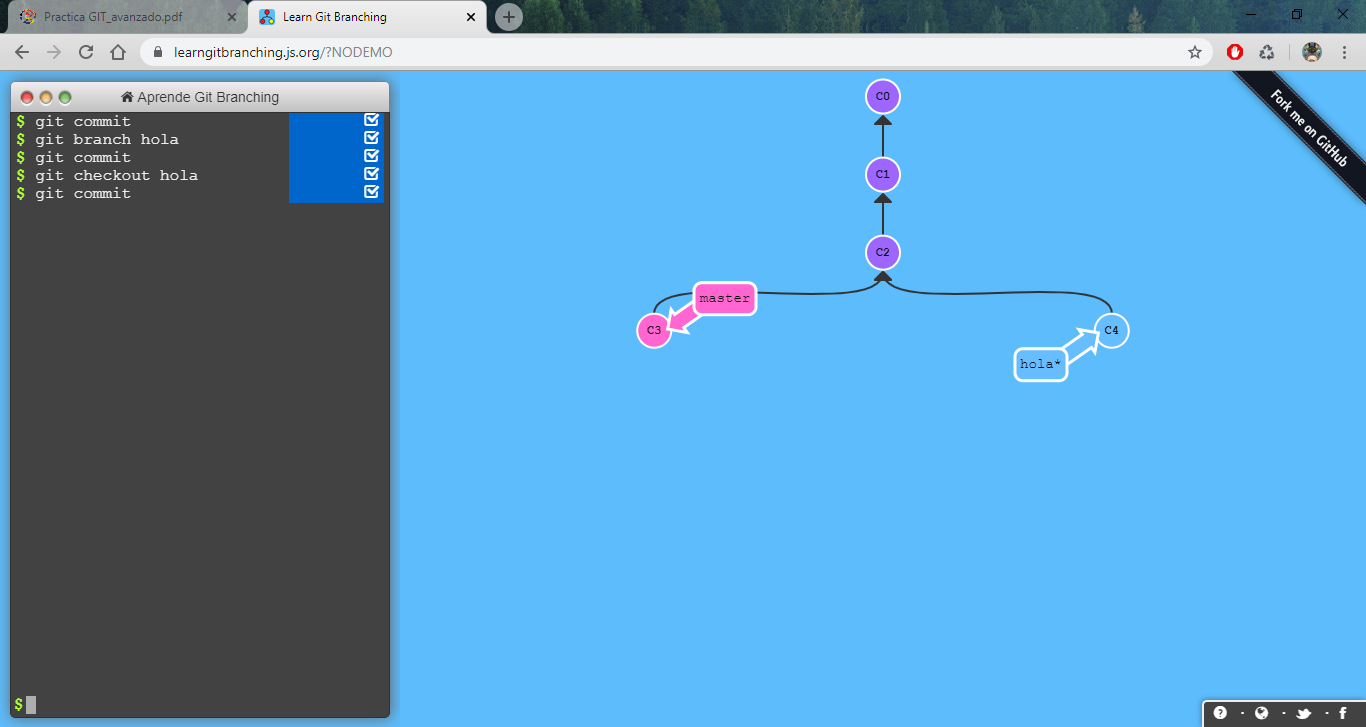 Practica GIT_avanzado.pdf
Learn Git Branching
learngitbranching.js.org/?NODEMO
Aprende Git Branching
$ git commit
$ git branch hola
$ git commit
$ git checkout hola
$ git commit
$
C0
C1
C2
master
C3
C4
hola*
Fork me on GitHub